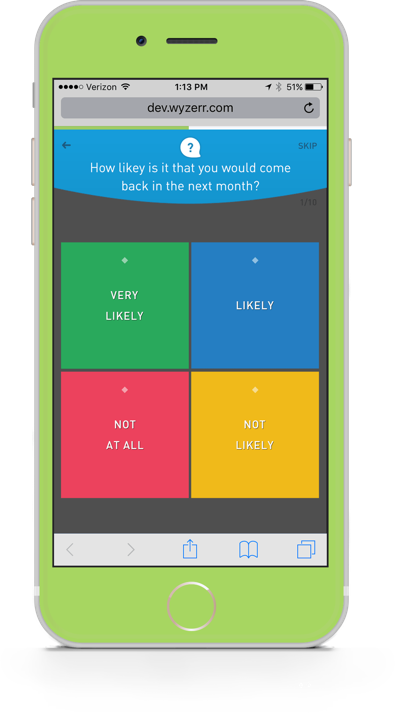 Verizon 1:13 PM 51%
dev.wyzerr.com
SKIP
How likey is it that you would come
back in the next month?
1/10
VERY
LIKELY
LIKELY
NOT
AT ALL
NOT
LIKELY